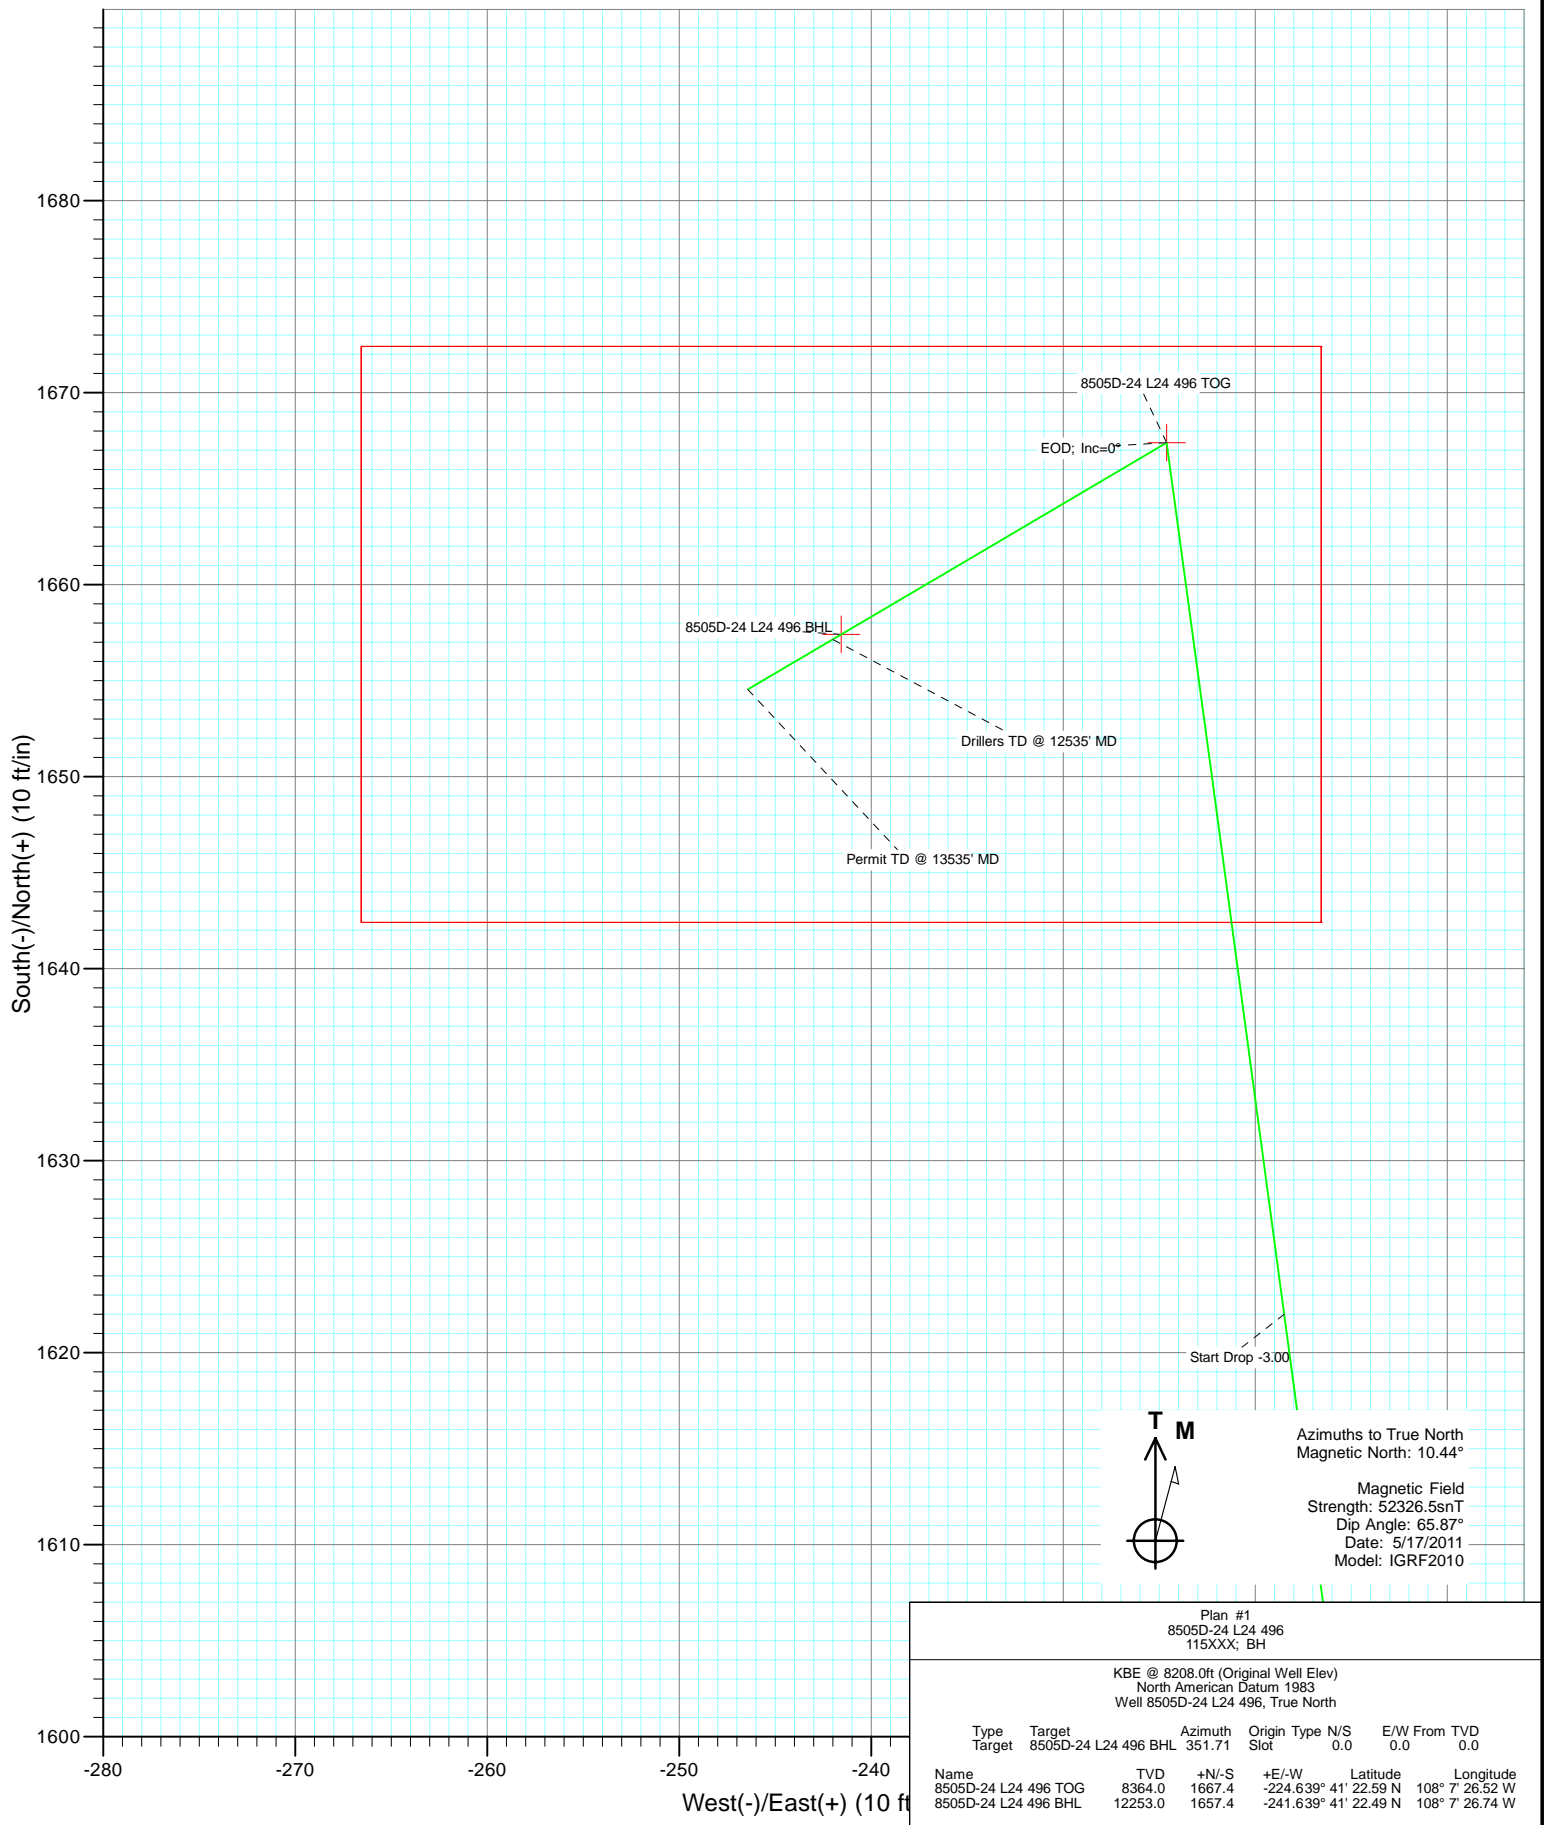 1680
1670
8505D-24 L24 496 TOG
EOD; Inc=0°
1660
8505D-24 L24 496 BHL
Drillers TD @ 12535' MD
1650
Permit TD @ 13535' MD
South(-)/North(+) (10 ft/in)
1640
1630
1620
Start Drop -3.00
T
M
Azimuths to True North
Magnetic North: 10.44°
Magnetic Field
Strength: 52326.5snT
Dip Angle: 65.87°
Date: 5/17/2011
Model: IGRF2010
1610
1600
-280 -270 -260 -250 -240
West(-)/East(+) (10 ft
Plan #1
8505D-24 L24 496
115XXX; BH
KBE @ 8208.0ft (Original Well Elev)
North American Datum 1983
Well 8505D-24 L24 496, True North
Type Target Azimuth Origin Type N/S E/W From TVD
Target 8505D-24 L24 496 BHL 351.71 Slot 0.0 0.0 0.0
Name TVD +N/-S +E/-W Latitude Longitude
8505D-24 L24 496 TOG 8364.0 1667.4 -224.639° 41' 22.59 N 108° 7' 26.52 W
8505D-24 L24 496 BHL 12253.0 1657.4 -241.639° 41' 22.49 N 108° 7' 26.74 W